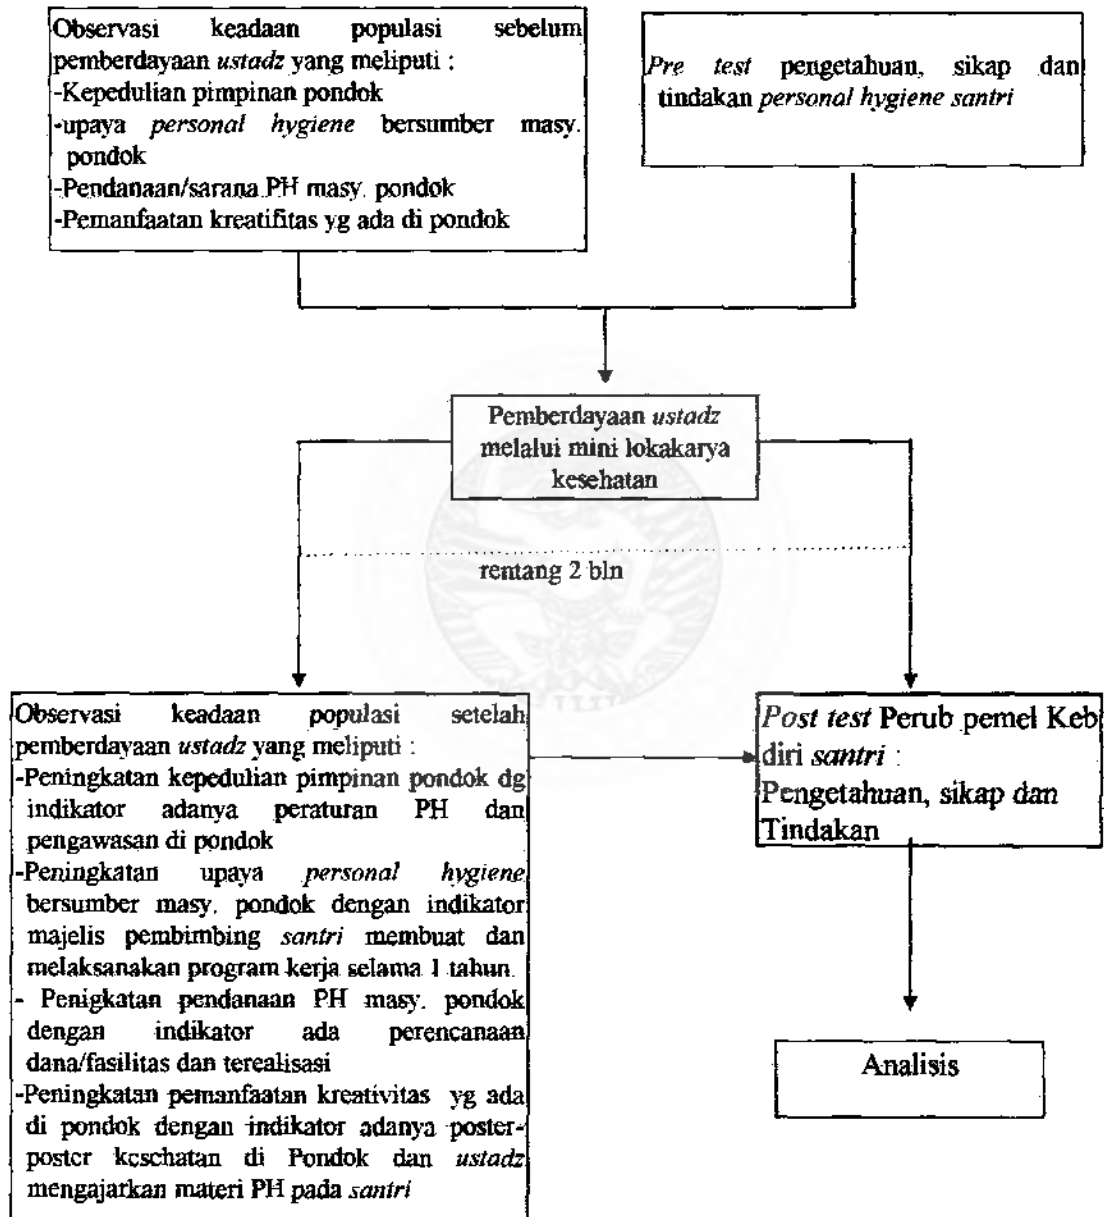 Observasi keadaan populasi sebelum
pemberdayaan ustadz yang meliputi :
-Kepedulian pimpinan pondok
-upaya personal hygiene bersumber masy.
pondok
-Pendanaan/sarana PH masy. pondok
-Pemanfaatan kreatifitas yg ada di pondok
Pre test pengetahuan, sikap dan
tindakan personal hygiene santri
Pemberdayaan ustadz
melalui mini lokakarya
kesehatan
rentang 2 bln
Observasi keadaan populasi setelah
pemberdayaan ustadz yang meliputi :
-Peningkatan kepedulian pimpinan pondok dg
indikator adanya peraturan PH dan
pengawasan di pondok
-Peningkatan upaya personal hygiene
bersumber masy. pondok dengan indikator
majelis pembimbing santri membuat dan
melaksanakan program kerja selama 1 tahun.
- Penigkatan pendanaan PH masy. pondok
dengan indikator ada perencanaan
dana/fasilitas dan terealisasi
-Peningkatan pemanfaatan kreativitas yg ada
di pondok dengan indikator adanya poster-
poster kesehatan di Pondok dan ustadz
mengajarkan materi PH pada santri
Post test Perub pemel Keb
diri santri :
Pengetahuan, sikap dan
Tindakan
Analisis